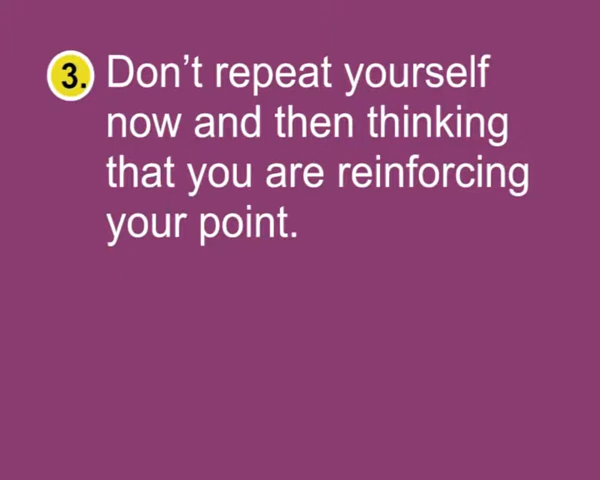 3. Don't repeat yourself
now and then thinking
that you are reinforcing
your point.